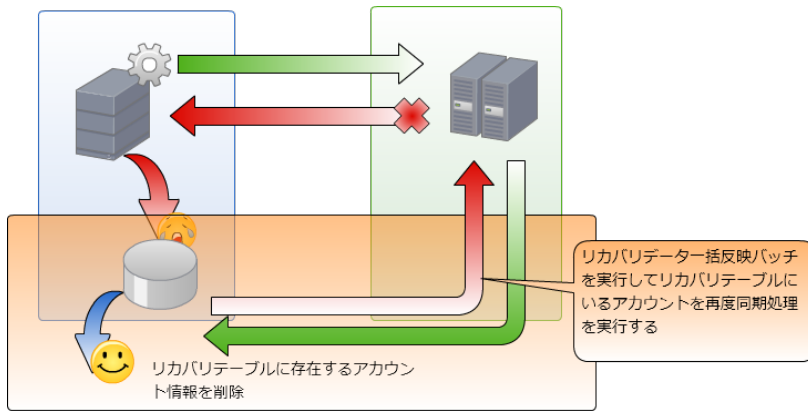 リカバリデータ一括反映バッチ
を実行してリカバリテーブルに
いるアカウントを再度同期処理
を実行する
リカバリテーブルに存在するアカウン
ト情報を削除